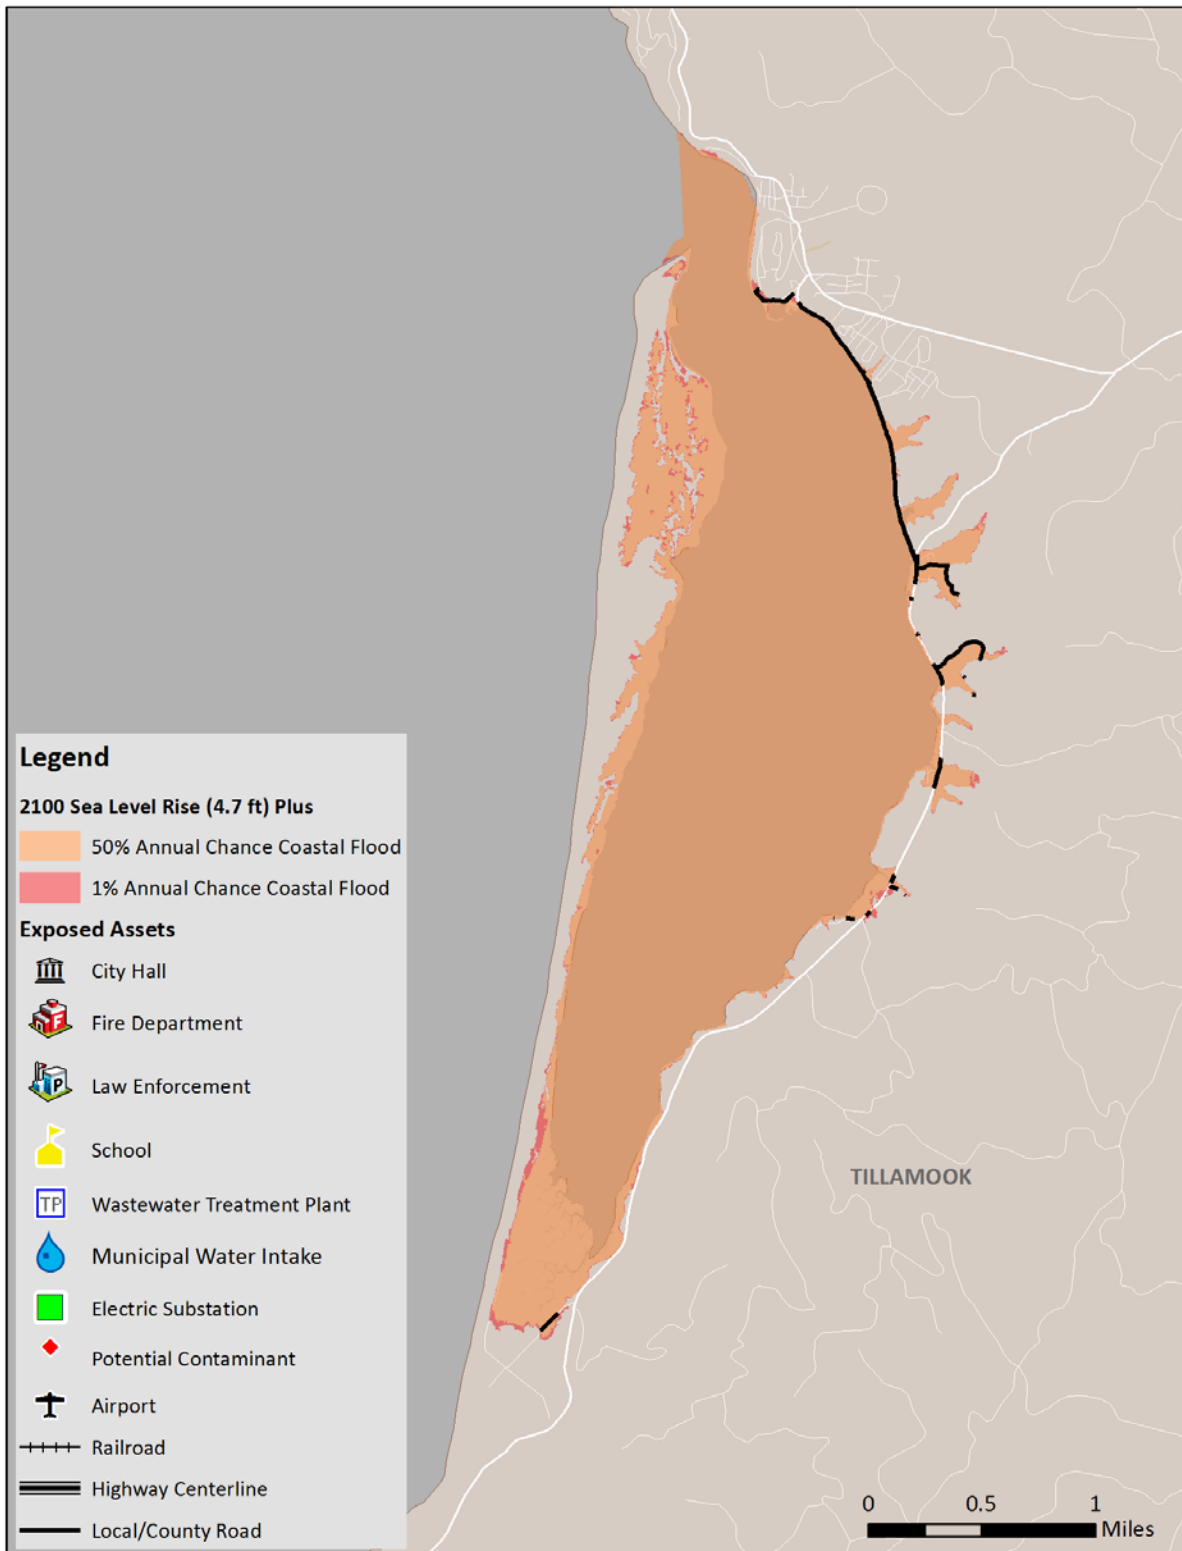 Legend
2100 Sea Level Rise (4.7 ft) Plus
50% Annual Chance Coastal Flood
1% Annual Chance Coastal Flood
Exposed Assets
City Hall
F
Fire Department
P
Law Enforcement
School
TP
Wastewater Treatment Plant
Municipal Water Intake
Electric Substation
Potential Contaminant
Airport
Railroad
Highway Centerline
Local/County Road
TILLAMOOK
0 0.5 1
Miles